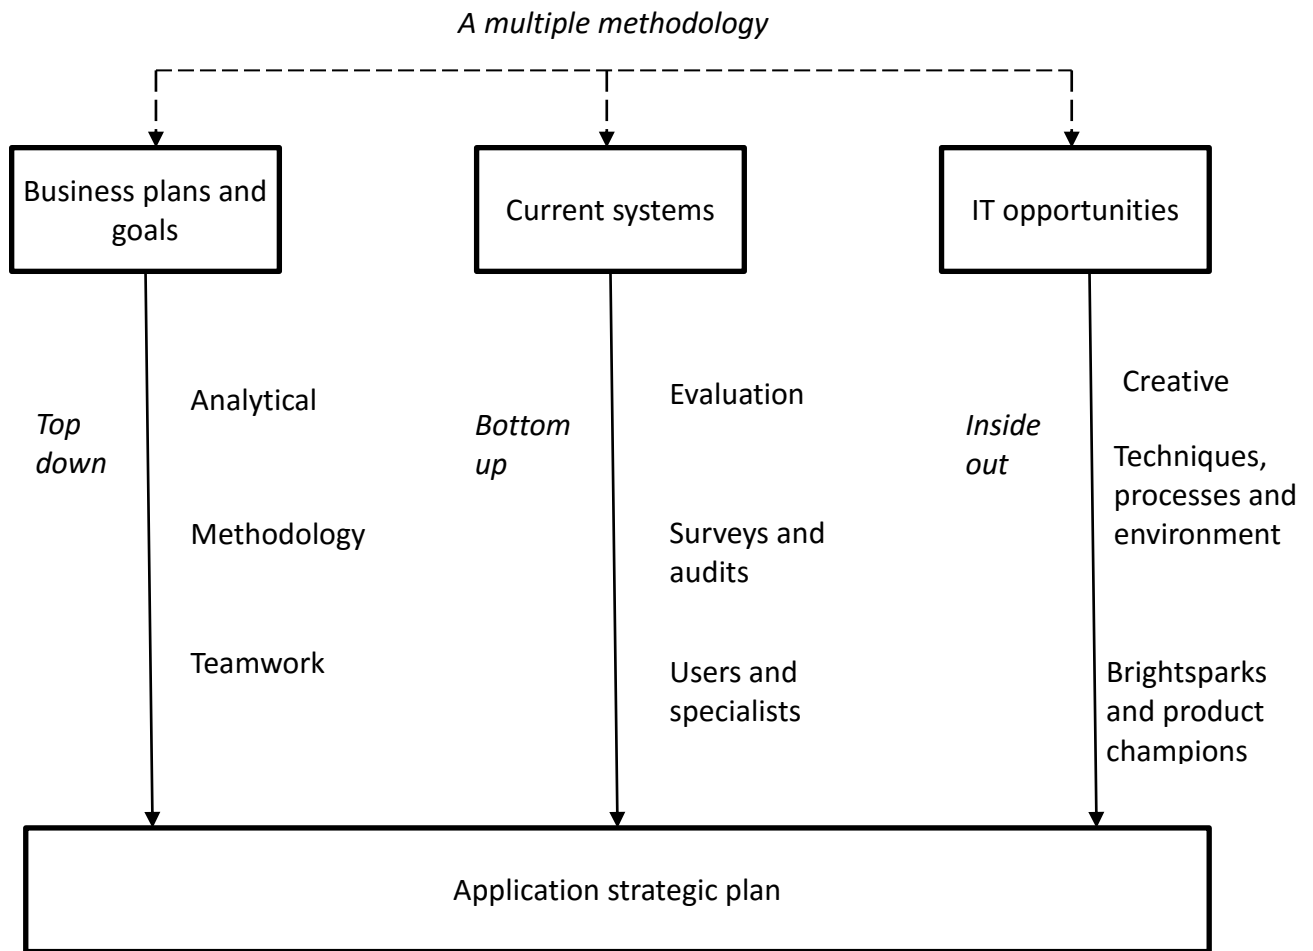 A multiple methodology
Business plans and
goals
Current systems
IT opportunities
Top
down
Analytical
Methodology
Teamwork
Bottom
up
Evaluation
Surveys and
audits
Users and
specialists
Inside
out
Creative
Techniques,
processes and
environment
Brightsparks
and product
champions
Application strategic plan